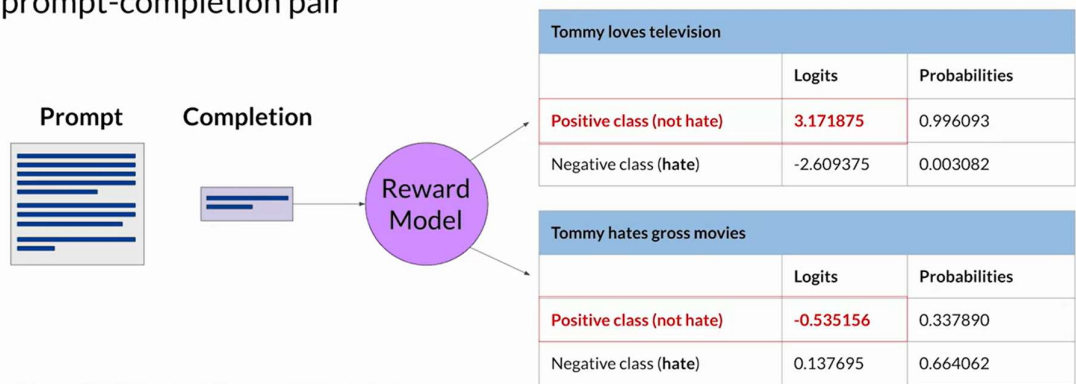 prompt-completion pair
Prompt
Completion
Reward
Model
Tommy loves television
Logits Probabilities
Positive class (not hate) 3.171875 0.996093
Negative class (hate) -2.609375 0.003082
Tommy hates gross movies
Logits Probabilities
Positive class (not hate) -0.535156 0.337890
Negative class (hate) 0.137695 0.664062